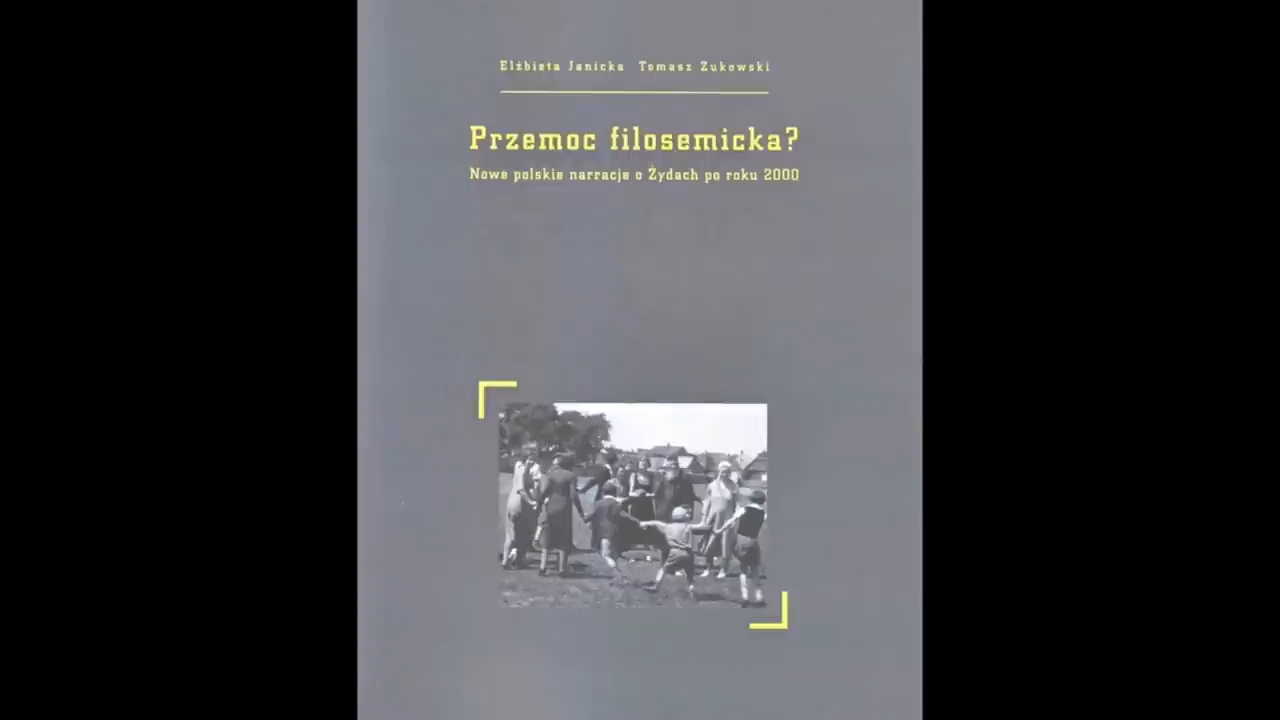 Elżbieta Janicka Tomasz Żukowski
Przemoc filosemicka?
Nowe polskie narracje o Żydach po roku 2000